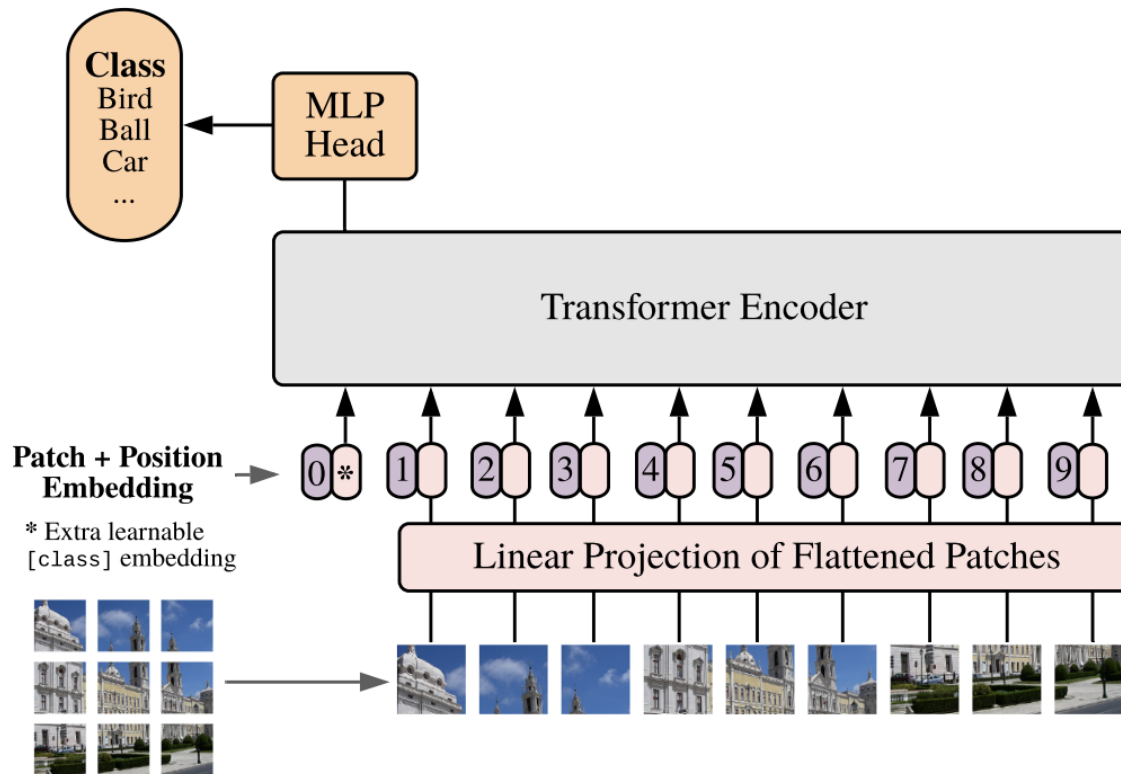 Class
Bird
Ball
Car
...
MLP
Head
Transformer Encoder
Patch + Position
Embedding
0 * 1 2 3 4 5 6 7 8 9
* Extra learnable
[class] embedding
Linear Projection of Flattened Patches